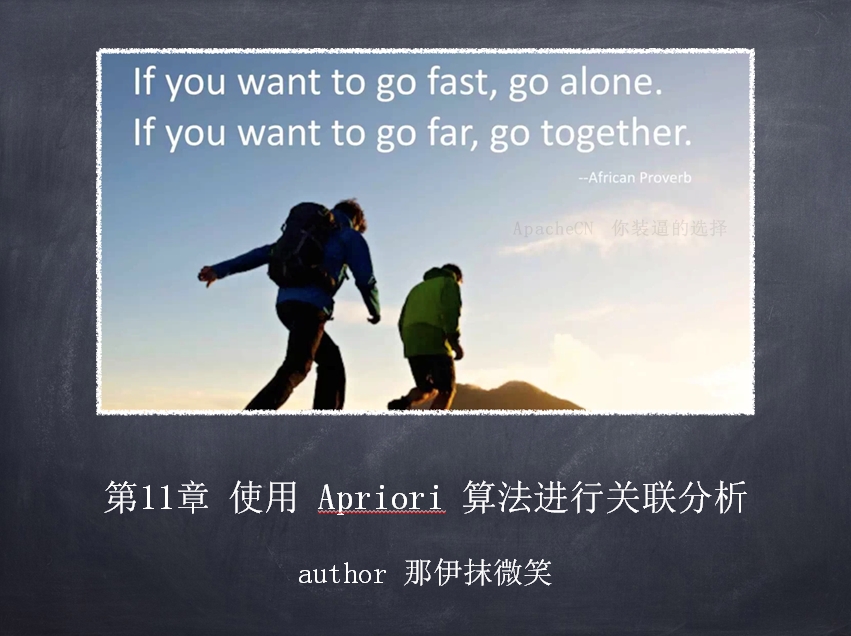 If you want to go fast, go alone.
If you want to go far, go together.
--African Proverb
ApacheCN 你装逼的选择
第11章 使用 Apriori 算法进行关联分析
author 那伊抹微笑